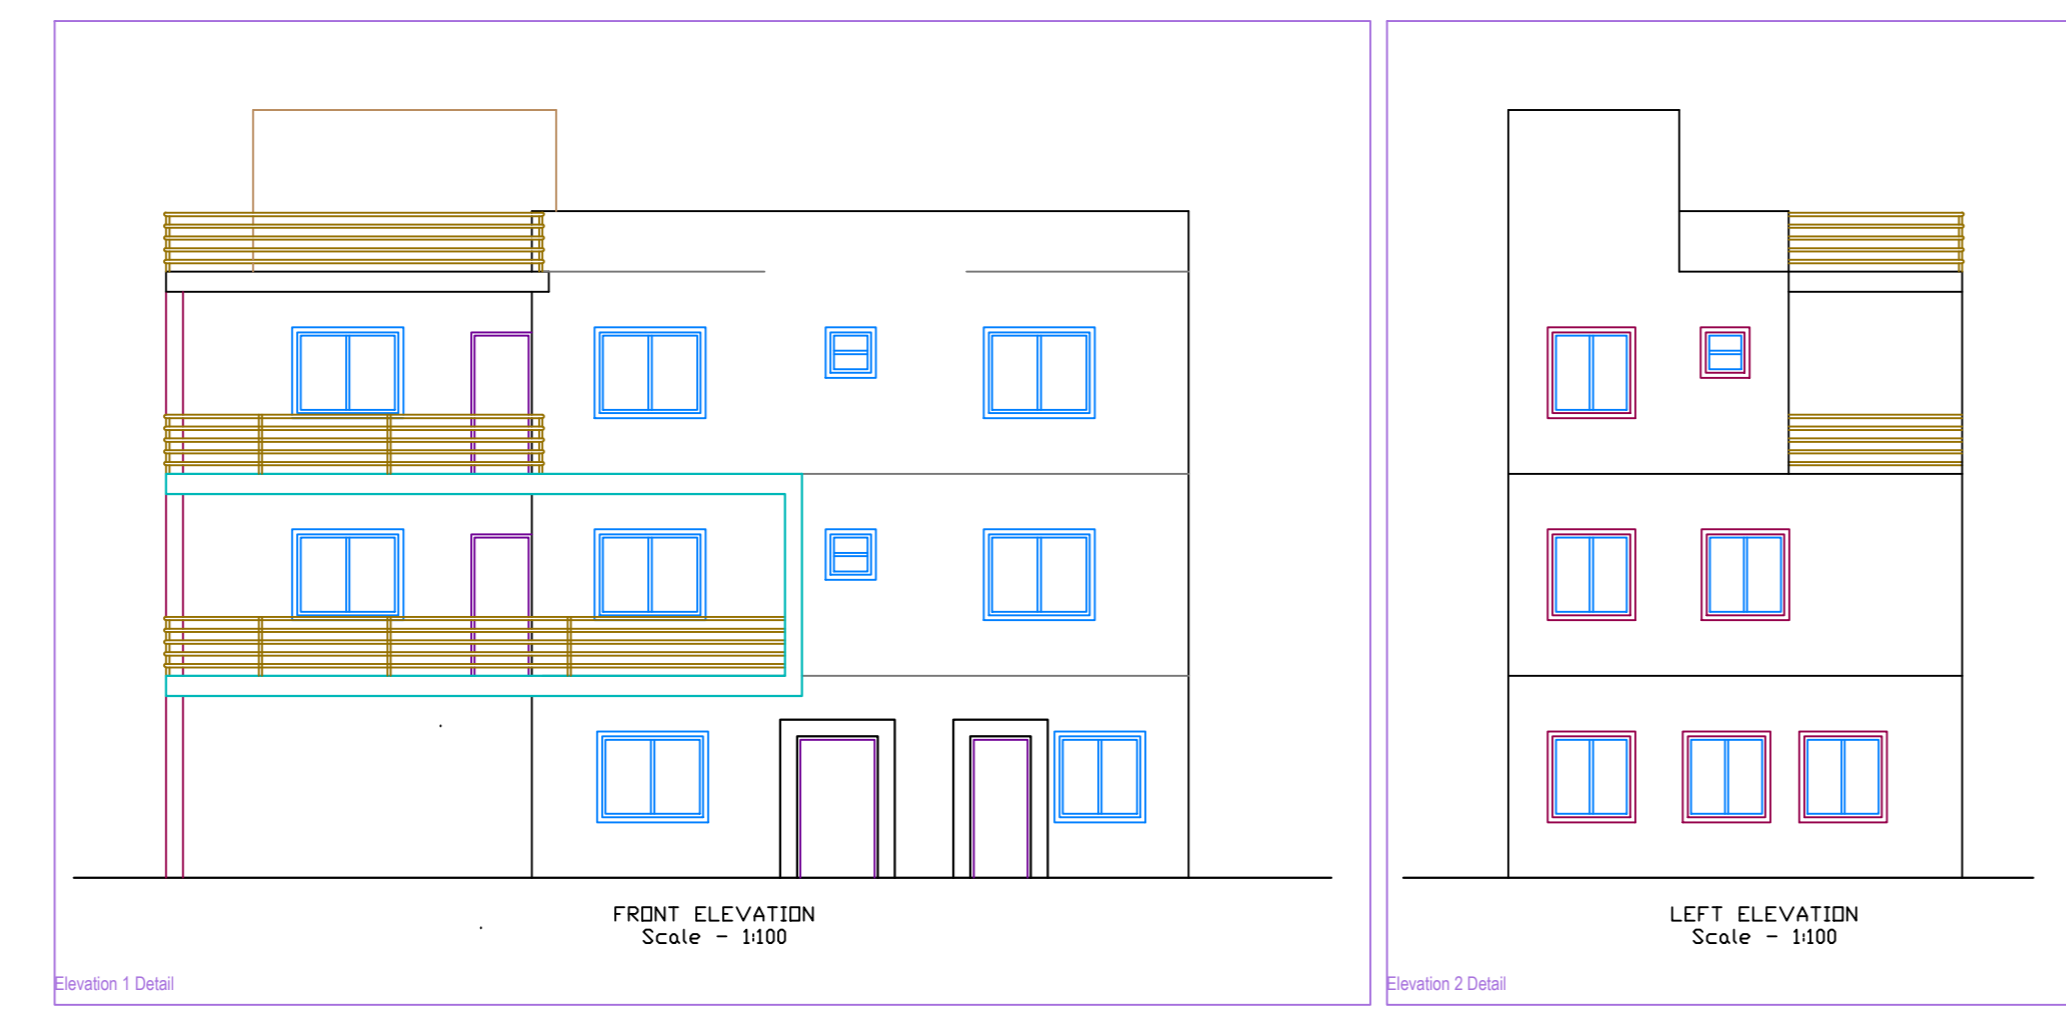 FRONT ELEVATION
Scale - 1:100
Elevation 1 Detail
LEFT ELEVATION
Scale - 1:100
Elevation 2 Detail